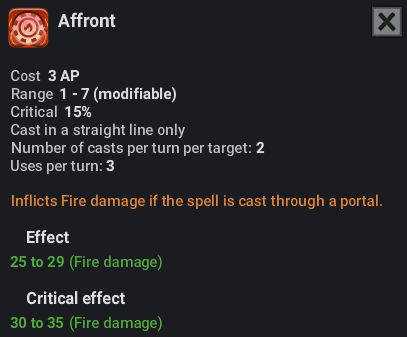 Affront
Cost 3 AP
Range 1 - 7 (modifiable)
Critical 15%
Cast in a straight line only
Number of casts per turn per target: 2
Uses per turn: 3
Inflicts Fire damage if the spell is cast through a portal.
Effect
25 to 29 (Fire damage)
Critical effect
30 to 35 (Fire damage)